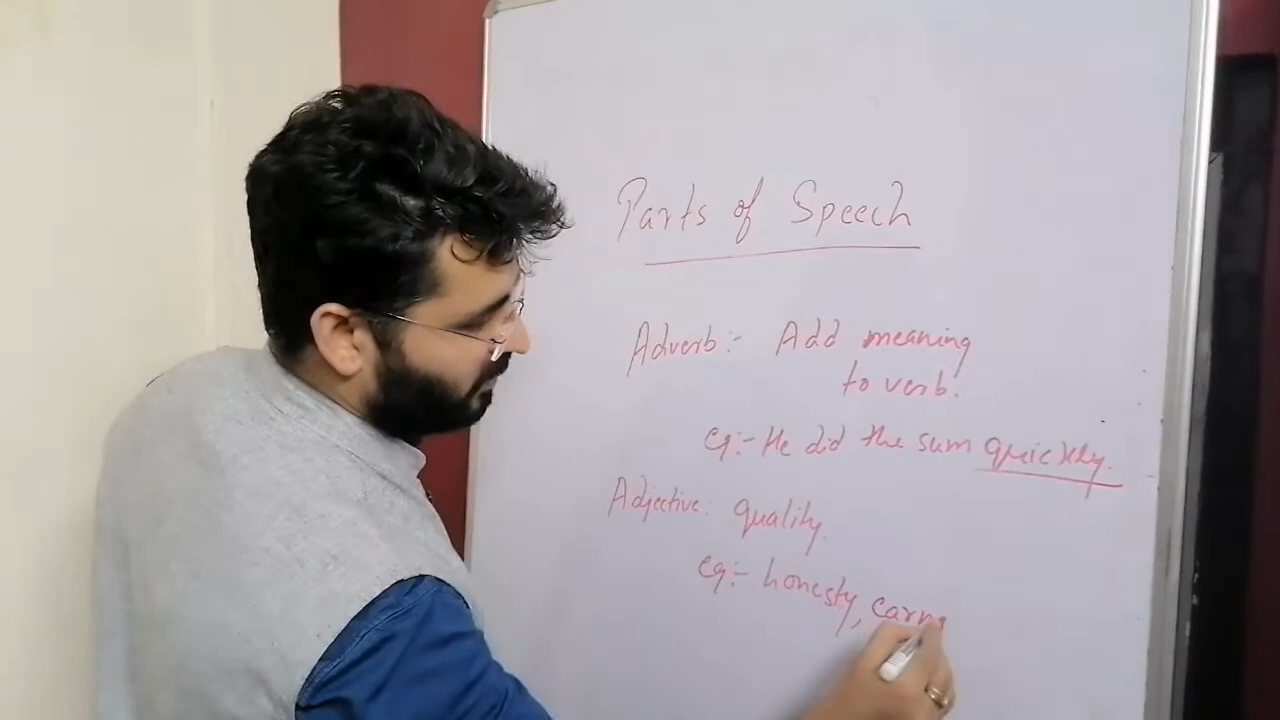 Parts of Speech
Adverb:- Add meaning
to verb.
eg:- He did the sum quickly.
Adjective: quality.
eg:- honesty,